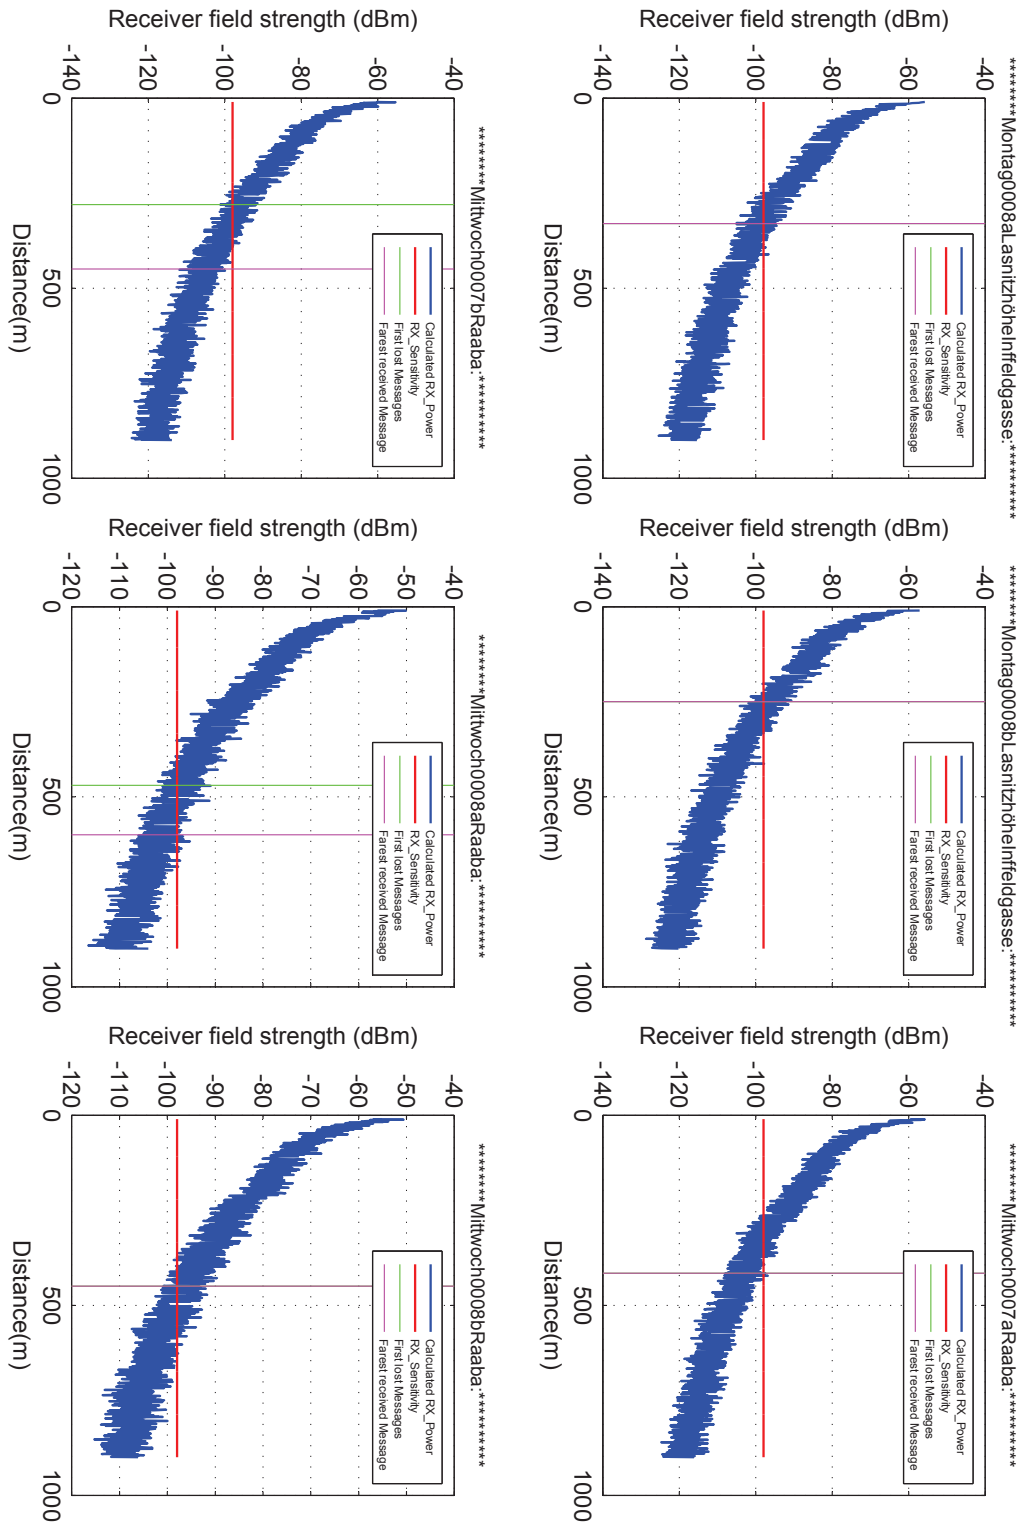 ********Montag0008aLasnitzhöheInffeldgasse:**********
Receiver field strength (dBm)
-40
-60
-80
-100
-120
-140
0
500
1000
Distance(m)
Calculated RX_Power
RX_Sensitivity
First lost Messages
Farest received Message
********Montag0008bLasnitzhöheInffeldgasse:**********
Receiver field strength (dBm)
-40
-60
-80
-100
-120
-140
0
500
1000
Distance(m)
Calculated RX_Power
RX_Sensitivity
First lost Messages
Farest received Message
********Mittwoch0007aRaaba:**********
Receiver field strength (dBm)
-40
-60
-80
-100
-120
-140
0
500
1000
Distance(m)
Calculated RX_Power
RX_Sensitivity
First lost Messages
Farest received Message
********Mittwoch0007bRaaba:**********
Receiver field strength (dBm)
-40
-60
-80
-100
-120
-140
0
500
1000
Distance(m)
Calculated RX_Power
RX_Sensitivity
First lost Messages
Farest received Message
********Mittwoch0008aRaaba:**********
Receiver field strength (dBm)
-40
-50
-60
-70
-80
-90
-100
-110
-120
0
500
1000
Distance(m)
Calculated RX_Power
RX_Sensitivity
First lost Messages
Farest received Message
********Mittwoch0008bRaaba:**********
Receiver field strength (dBm)
-40
-50
-60
-70
-80
-90
-100
-110
-120
0
500
1000
Distance(m)
Calculated RX_Power
RX_Sensitivity
First lost Messages
Farest received Message